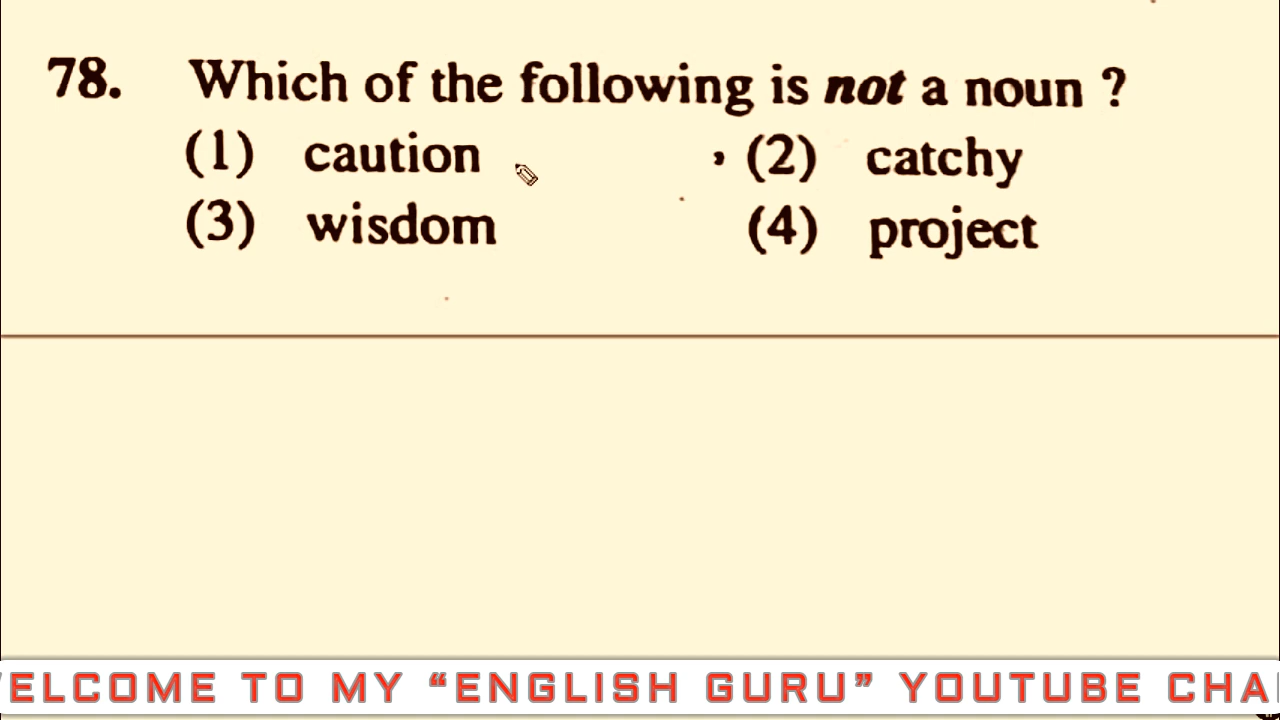 78. Which of the following is not a noun ?
(1) caution (2) catchy
(3) wisdom (4) project
ELCOME TO MY “ENGLISH GURU” YOUTUBE CHA